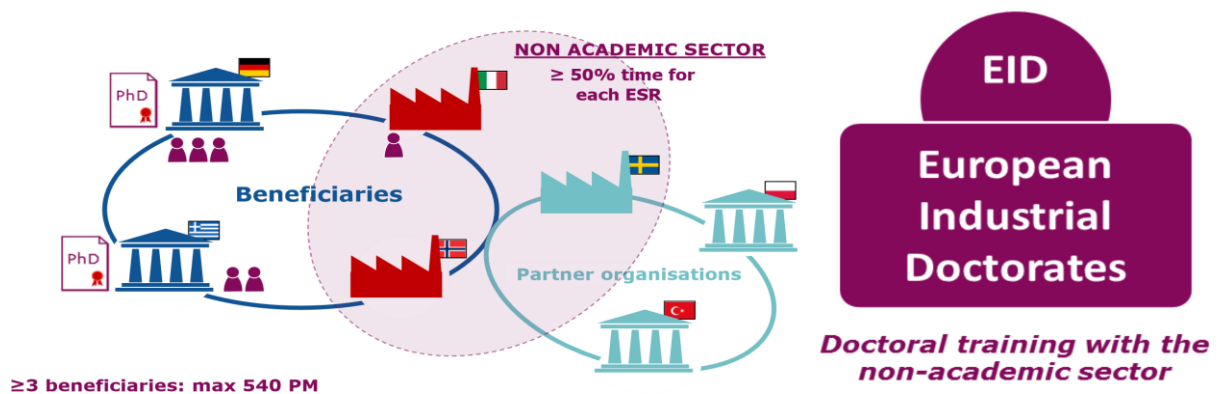 NON ACADEMIC SECTOR
≥ 50% time for
each ESR
PhD
Beneficiaries
PhD
Partner organisations
≥3 beneficiaries: max 540 PM
EID
European
Industrial
Doctorates
Doctoral training with the
non-academic sector